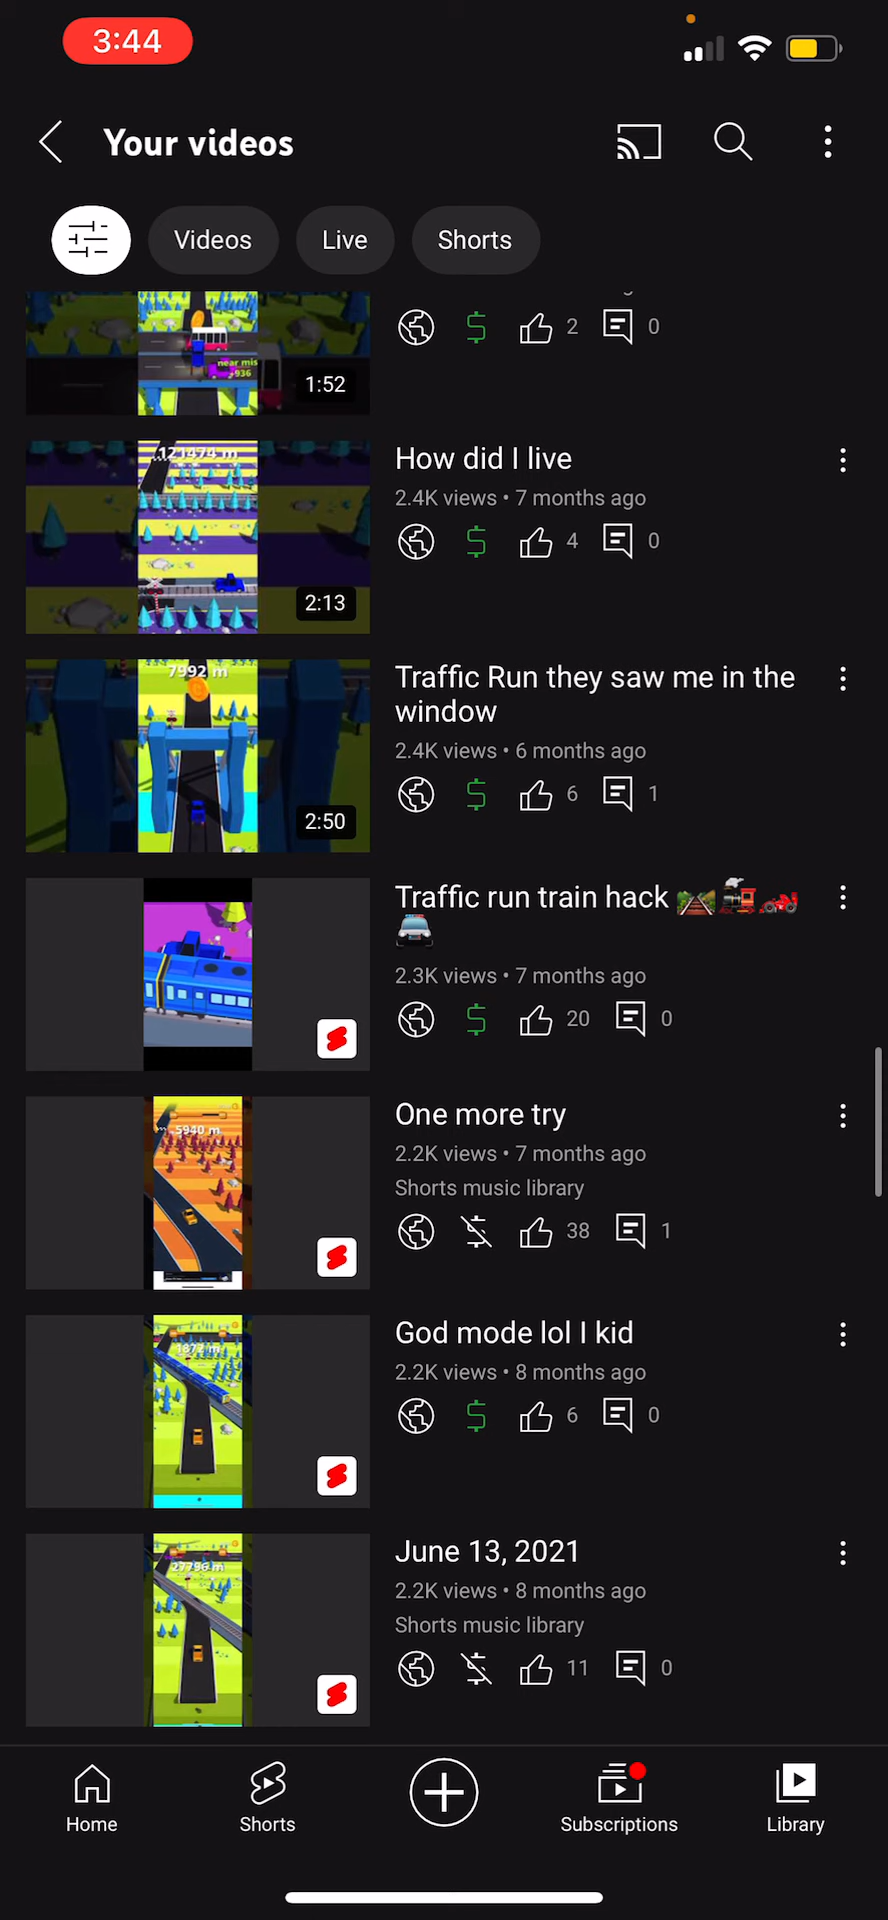 3:44
Your videos
Videos Live Shorts
near mis
+936
1:52
2 0
121474 m
2:13
How did I live
2.4K views • 7 months ago
4 0
7992 m
2:50
Traffic Run they saw me in the
window
2.4K views • 6 months ago
6 1
Traffic run train hack 🛤️🚂🏎️
🚔
2.3K views • 7 months ago
20 0
5940 m
One more try
2.2K views • 7 months ago
Shorts music library
38 1
1872 m
God mode lol I kid
2.2K views • 8 months ago
6 0
June 13, 2021
2.2K views • 8 months ago
Shorts music library
11 0
Home Shorts Subscriptions Library